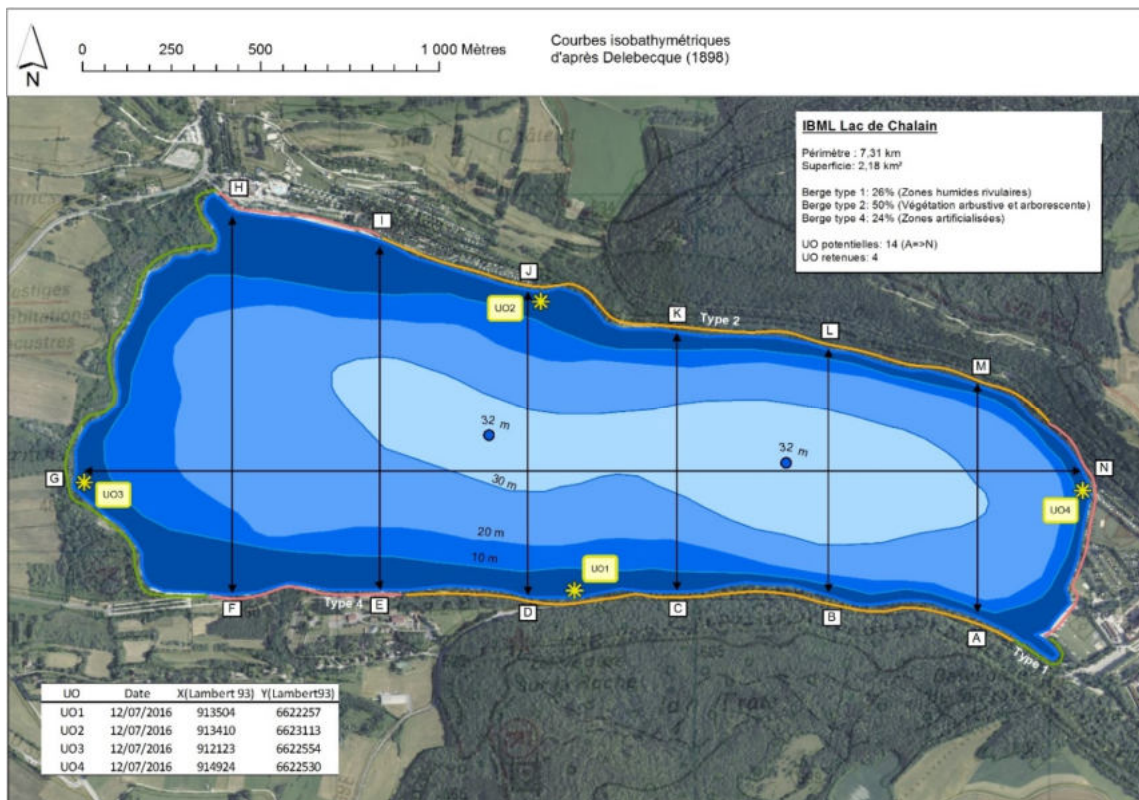 0 250 500 1 000 Mètres
N
Courbes isobathymétriques
d'après Delebecque (1898)
IBML Lac de Chalain
Périmètre : 7,31 km
Superficie: 2,18 km²
Berge type 1: 26% (Zones humides rivulaires)
Berge type 2: 50% (Végétation arbustive et arborescente)
Berge type 4: 24% (Zones artificialisées)
UO potentielles: 14 (A=>N)
UO retenues: 4
H
I
J
UO2
K
Type 2
L
M
32 m
32 m
G
N
UO3
30 m
UO4
20 m
10 m
UO1
F
Type 4
E
D
C
B
A
Type 1
UO Date X(Lambert 93) Y(Lambert93)
UO1 12/07/2016 913504 6622257
UO2 12/07/2016 913410 6623113
UO3 12/07/2016 912123 6622554
UO4 12/07/2016 914924 6622530